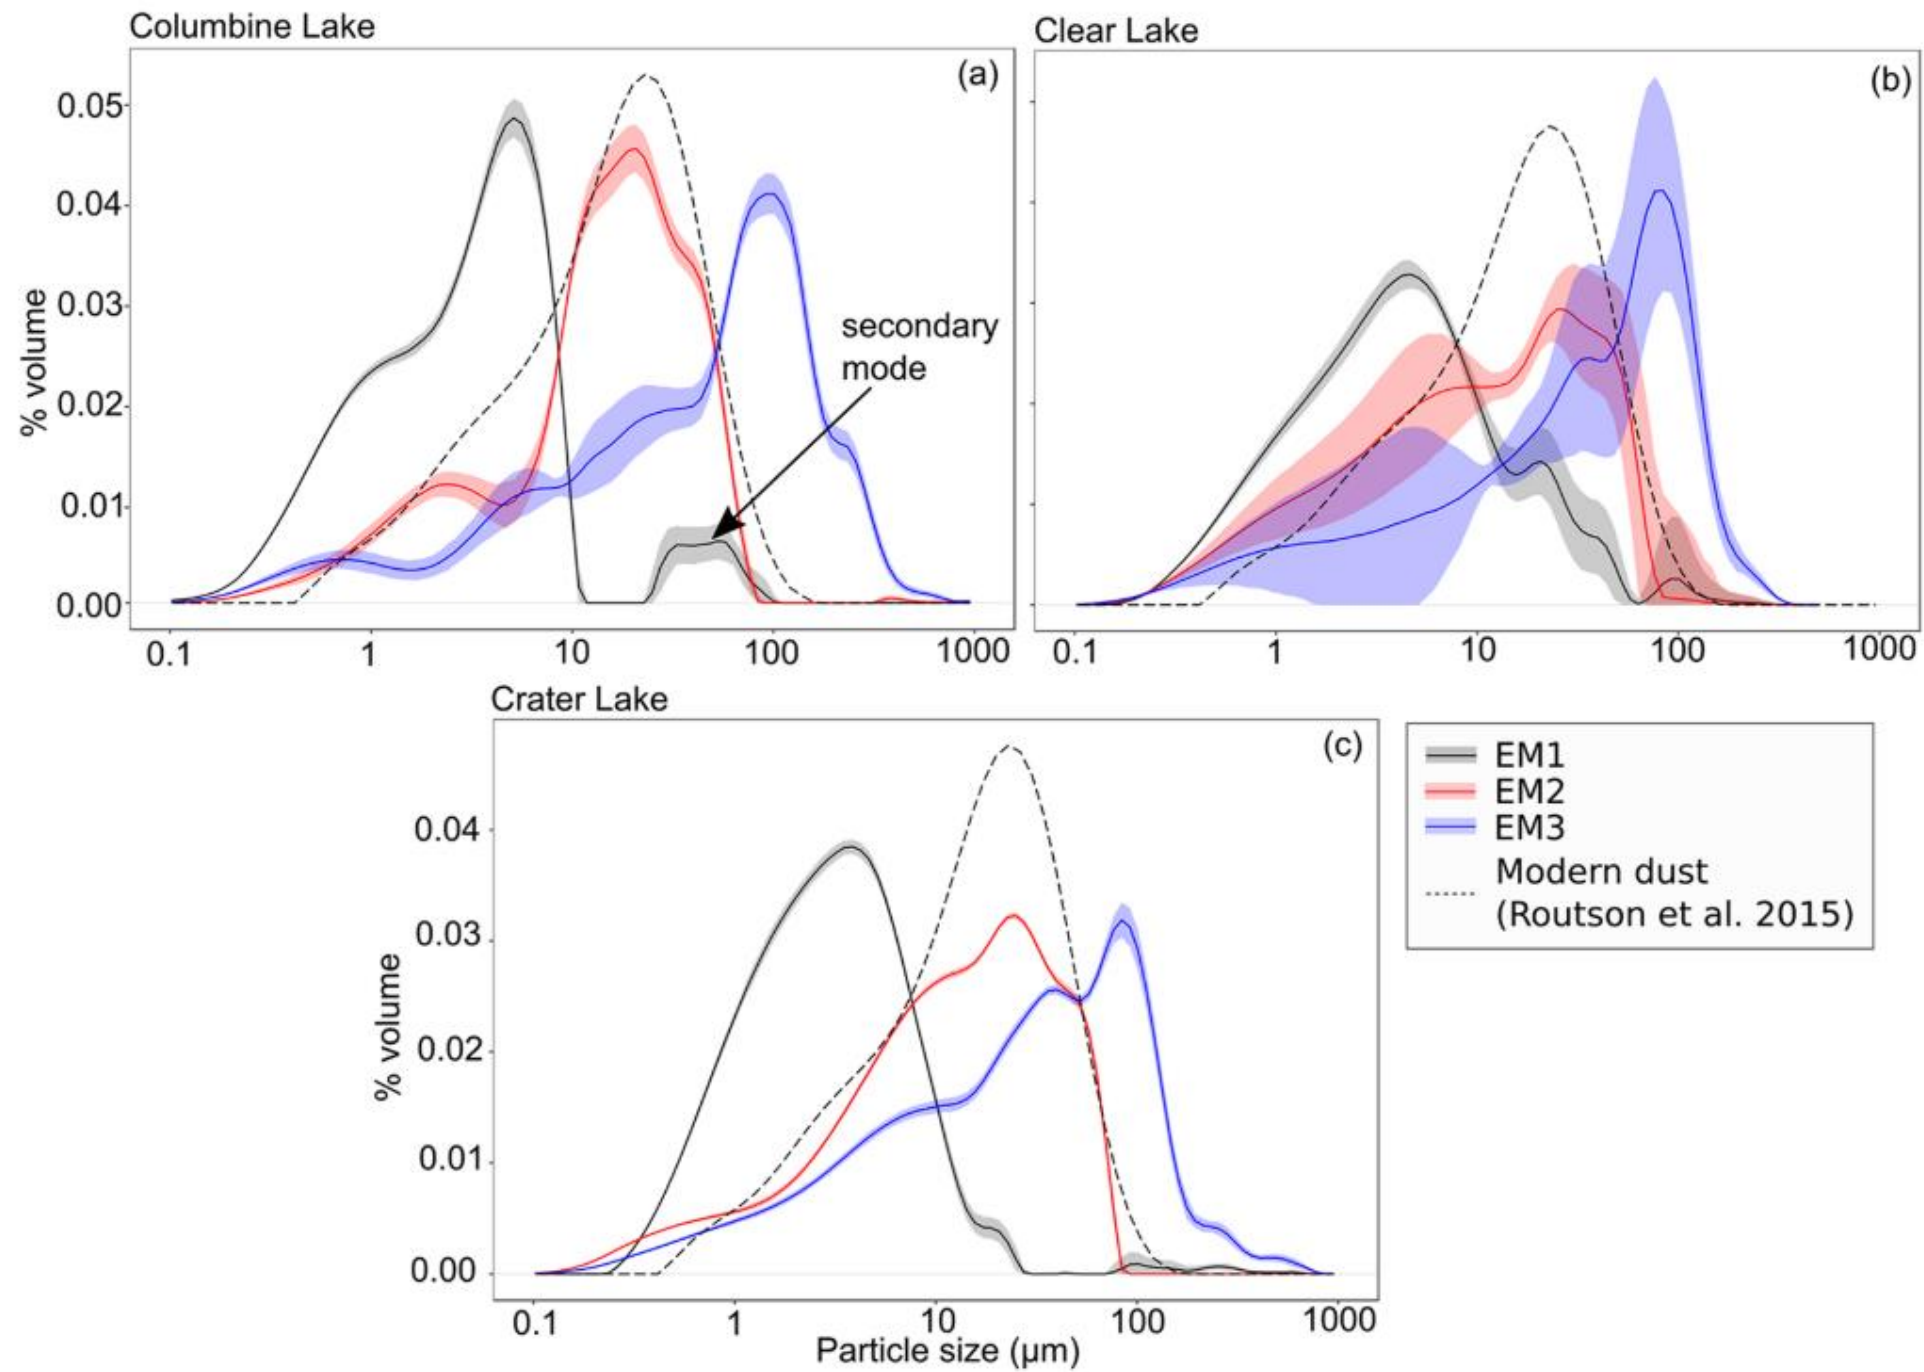 Columbine Lake
(a)
% volume
0.05
0.04
0.03
0.02
0.01
0.00
secondary
mode
0.1 1 10 100 1000
Clear Lake
(b)
0.1 1 10 100 1000
Crater Lake
(c)
% volume
0.04
0.03
0.02
0.01
0.00
0.1 1 10 100 1000
Particle size (µm)
EM1
EM2
EM3
Modern dust
(Routson et al. 2015)